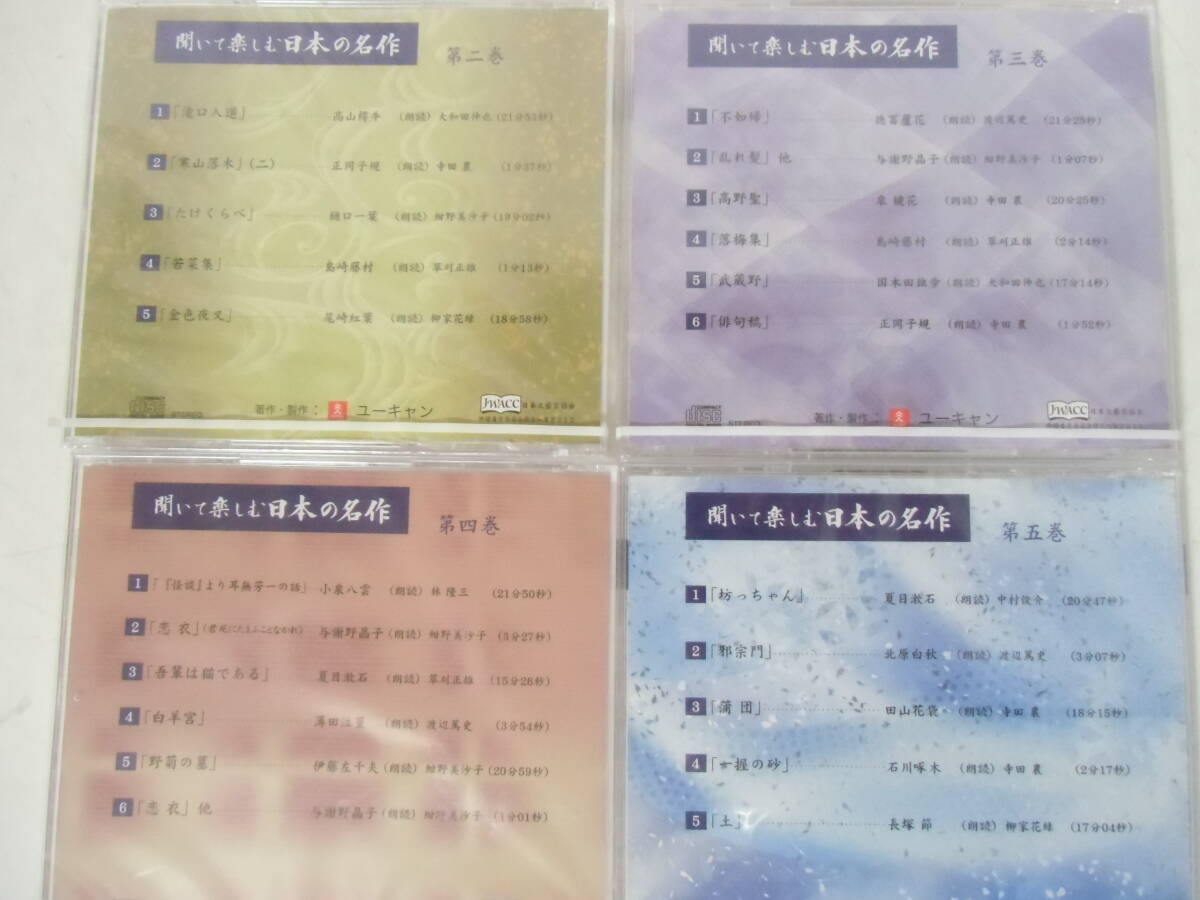 聞いて楽しむ日本の名作 第二巻
1「滝口入道」 高山樗牛 (朗読) 大和田伸也 (21分53秒)
2「寒山落木」(二) 正岡子規 (朗読) 寺田 農 (1分37秒)
3「たけくらべ」 樋口一葉 (朗読) 紺野美沙子 (19分02秒)
4「若菜集」 島崎藤村 (朗読) 草刈正雄 (1分13秒)
5「金色夜叉」 尾崎紅葉 (朗読) 柳家花緑 (18分58秒)
著作・製作: ユーキャン
JWACC 日本文藝家協会
聞いて楽しむ日本の名作 第三巻
1「不如帰」 徳冨蘆花 (朗読) 渡辺篤史 (21分25秒)
2「乱れ髪」他 与謝野晶子 (朗読) 紺野美沙子 (1分07秒)
3「高野聖」 泉 鏡花 (朗読) 寺田 農 (20分25秒)
4「落梅集」 島崎藤村 (朗読) 草刈正雄 (2分14秒)
5「武蔵野」 国木田独歩 (朗読) 大和田伸也 (17分14秒)
6「俳句稿」 正岡子規 (朗読) 寺田 農 (1分52秒)
著作・製作: ユーキャン
JWACC
聞いて楽しむ日本の名作 第四巻
1「『怪談』より耳無芳一の話」 小泉八雲 (朗読) 林 隆三 (21分50秒)
2「恋 衣」(君死にたまふことなかれ) 与謝野晶子 (朗読) 紺野美沙子 (3分27秒)
3「吾輩は猫である」 夏目漱石 (朗読) 草刈正雄 (15分26秒)
4「白羊宮」 薄田泣菫 (朗読) 渡辺篤史 (3分54秒)
5「野菊の墓」 伊藤左千夫 (朗読) 紺野美沙子 (20分59秒)
6「恋 衣」他 与謝野晶子 (朗読) 紺野美沙子 (1分01秒)
聞いて楽しむ日本の名作 第五巻
1「坊っちゃん」 夏目漱石 (朗読) 中村俊介 (20分47秒)
2「邪宗門」 北原白秋 (朗読) 渡辺篤史 (3分07秒)
3「蒲団」 田山花袋 (朗読) 寺田 農 (18分15秒)
4「一握の砂」 石川啄木 (朗読) 寺田 農 (2分17秒)
5「土」 長塚 節 (朗読) 柳家花緑 (17分04秒)